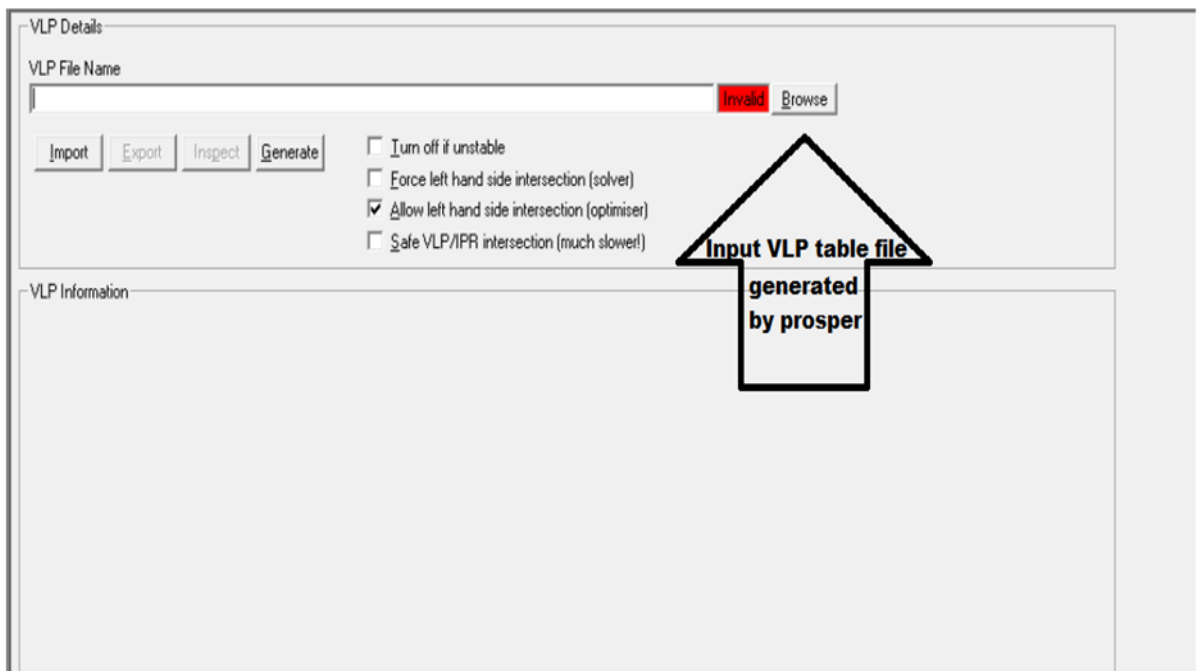 VLP Details
VLP File Name
Invalid Browse
Import Export Inspect Generate
Turn off if unstable
Force left hand side intersection (solver)
Allow left hand side intersection (optimiser)
Safe VLP/IPR intersection (much slower!)
Input VLP table file
generated
by prosper
VLP Information